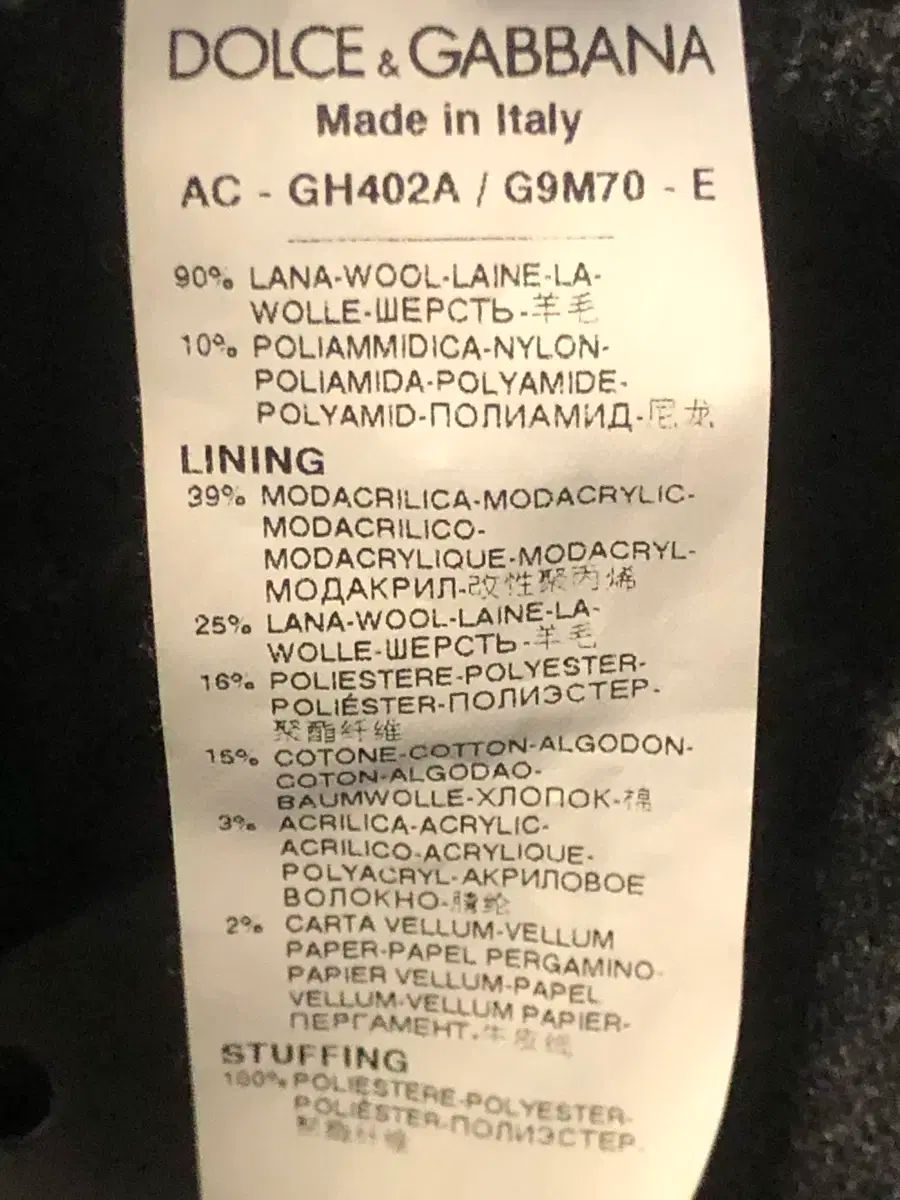 DOLCE & GABBANA
Made in Italy
AC - GH402A / G9M70 - E
90% LANA-WOOL-LAINE-LA-
WOLLE-ШЕРСТЬ-羊毛
10% POLIAMMIDICA-NYLON-
POLIAMIDA-POLYAMIDE-
POLYAMID-ПОЛИАМИД-尼龙
LINING
39% MODACRILICA-MODACRYLIC-
MODACRILICO-
MODACRYLIQUE-MODACRYL-
МОДАКРИЛ-改性聚丙烯
25% LANA-WOOL-LAINE-LA-
WOLLE-ШЕРСТЬ-羊毛
16% POLIESTERE-POLYESTER-
POLIÉSTER-ПОЛИЭСТЕР-
聚酯纤维
15% COTONE-COTTON-ALGODON-
COTON-ALGODAO-
BAUMWOLLE-ХЛОПОК-棉
3% ACRILICA-ACRYLIC-
ACRILICO-ACRYLIQUE-
POLYACRYL-АКРИЛОВОЕ
ВОЛОКНО-腈纶
2% CARTA VELLUM-VELLUM
PAPER-PAPEL PERGAMINO-
PAPIER VELLUM-PAPEL
VELLUM-VELLUM PAPIER-
ПЕРГАМЕНТ-
STUFFING
100% POLIESTERE-POLYESTER-
POLIÉSTER-ПОЛИЭСТЕР-
聚酯纤维